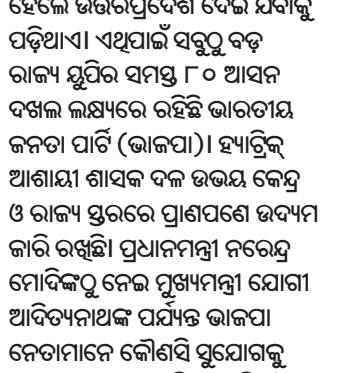 ହେଲେ ଉତ୍ତରପ୍ରଦେଶ ଦେଇ ଯିବାକୁ
ପଡ଼ିଥାଏ। ଏଥିପାଇଁ ସବୁଠୁ ବଡ଼
ରାଜ୍ୟ ୟୁପିର ସମସ୍ତ ୮୦ ଆସନ
ଦଖଲ ଲକ୍ଷ୍ୟରେ ରହିଛି ଭାରତୀୟ
ଜନତା ପାର୍ଟି (ଭାଜପା)। ହ୍ୟାଟ୍ରିକ୍
ଆଶାୟୀ ଶାସକ ଦଳ ଉଭୟ କେନ୍ଦ୍ର
ଓ ରାଜ୍ୟ ସ୍ତରରେ ପ୍ରାଣପଣେ ଉଦ୍ୟମ
ଜାରି ରଖିଛି। ପ୍ରଧାନମନ୍ତ୍ରୀ ନରେନ୍ଦ୍ର
ମୋଦିଙ୍କଠୁ ନେଇ ମୁଖ୍ୟମନ୍ତ୍ରୀ ଯୋଗୀ
ଆଦିତ୍ୟନାଥଙ୍କ ପର୍ଯ୍ୟନ୍ତ ଭାଜପା
ନେତାମାନେ କୌଣସି ସୁଯୋଗକୁ